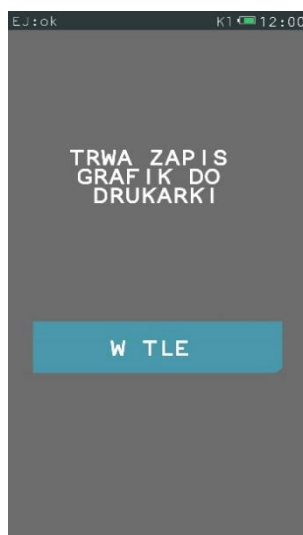 EJ:ok K1 12:00
TRWA ZAPIS
GRAFIK DO
DRUKARKI
W TLE